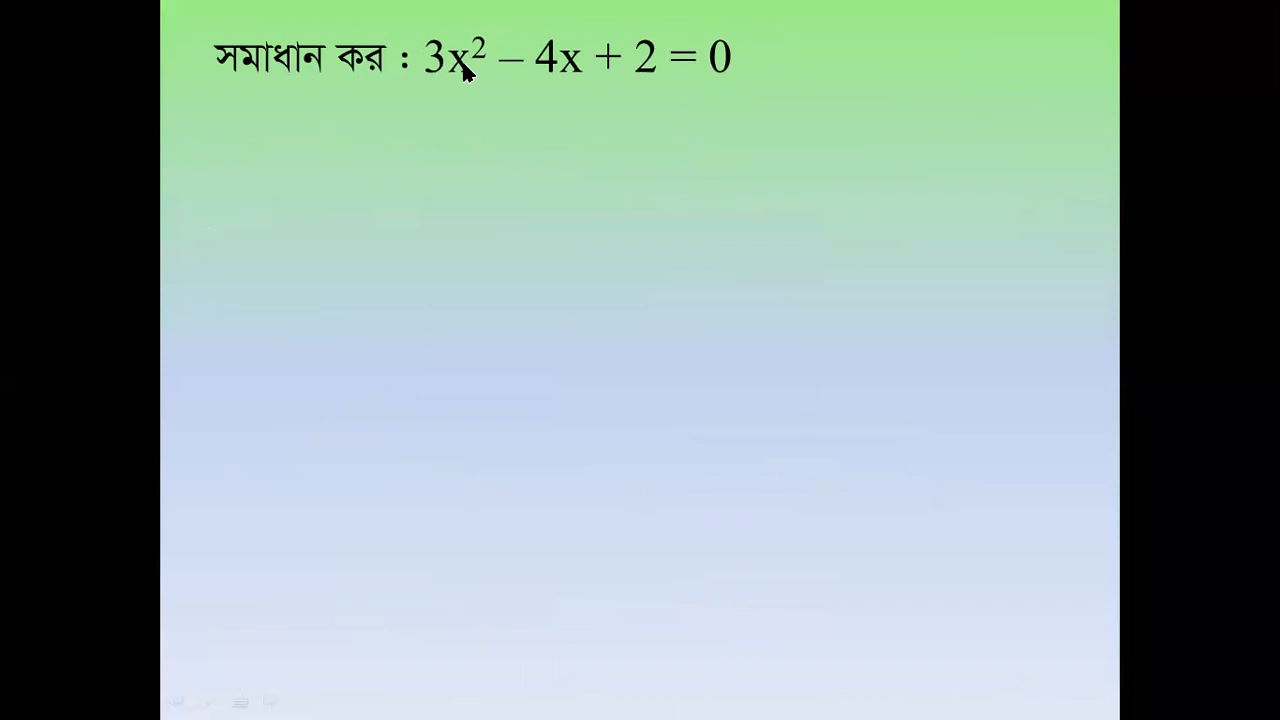 সমাধান কর : 3x² – 4x + 2 = 0